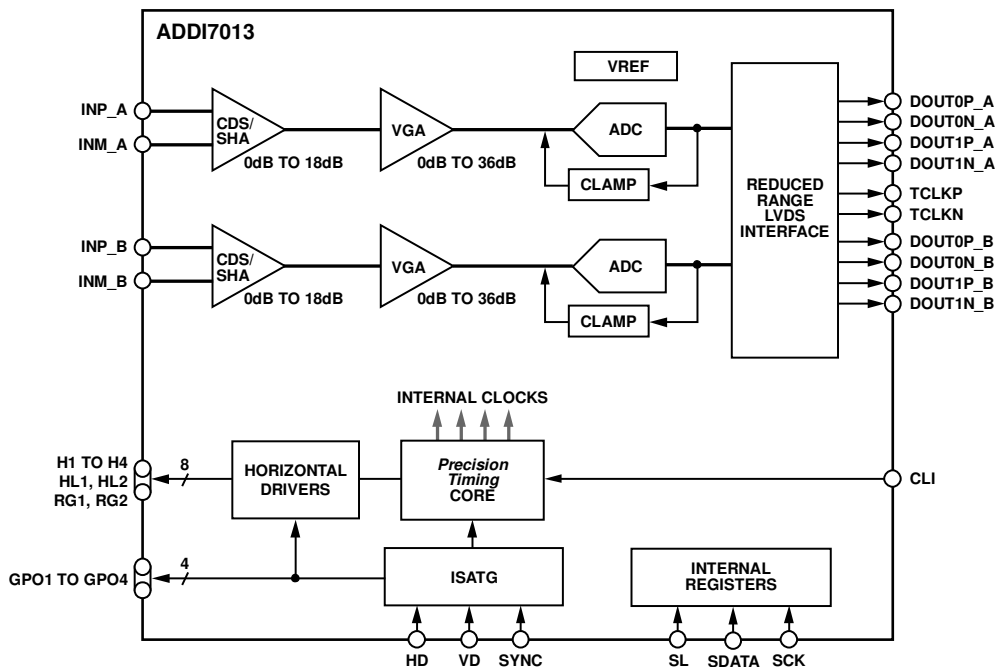 ADDI7013
VREF
INP_A
INM_A
CDS/
SHA
0dB TO 18dB
VGA
0dB TO 36dB
ADC
CLAMP
INP_B
INM_B
CDS/
SHA
0dB TO 18dB
VGA
0dB TO 36dB
ADC
CLAMP
REDUCED
RANGE
LVDS
INTERFACE
DOUT0P_A
DOUT0N_A
DOUT1P_A
DOUT1N_A
TCLKP
TCLKN
DOUT0P_B
DOUT0N_B
DOUT1P_B
DOUT1N_B
INTERNAL CLOCKS
H1 TO H4
HL1, HL2
RG1, RG2
8
HORIZONTAL
DRIVERS
Precision
Timing
CORE
CLI
GPO1 TO GPO4
4
ISATG
INTERNAL
REGISTERS
HD
VD
SYNC
SL
SDATA
SCK